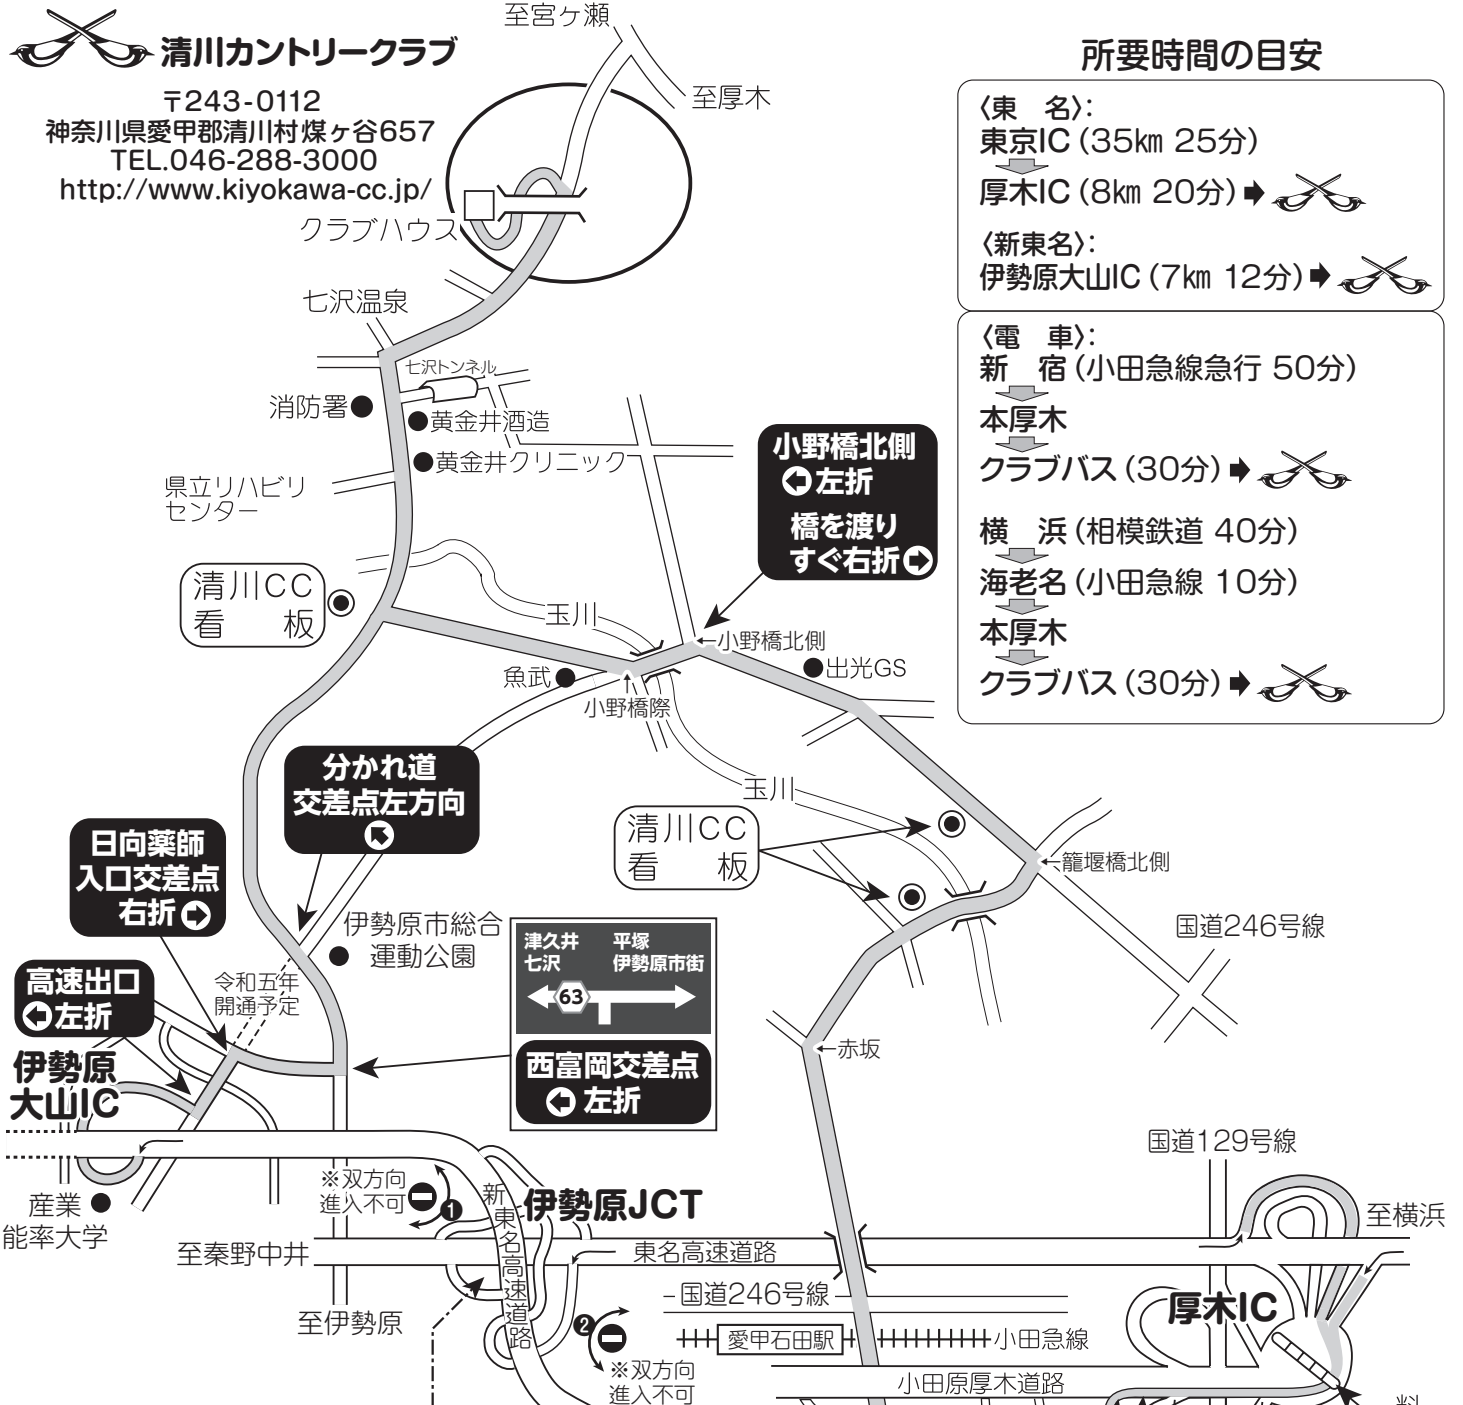 清川カントリークラブ
〒243-0112
神奈川県愛甲郡清川村煤ヶ谷657
TEL.046-288-3000
http://www.kiyokawa-cc.jp/
至宮ヶ瀬
至厚木
クラブハウス
所要時間の目安
〈東　名〉：
東京IC（35㎞ 25分）
厚木IC（8㎞ 20分）
〈新東名〉：
伊勢原大山IC（7㎞ 12分）
〈電　車〉：
新　宿（小田急線急行 50分）
本厚木
クラブバス（30分）
横　浜（相模鉄道 40分）
海老名（小田急線 10分）
本厚木
クラブバス（30分）
七沢温泉
七沢トンネル
消防署
黄金井酒造
黄金井クリニック
県立リハビリ
センター
小野橋北側
左折
橋を渡り
すぐ右折
清川CC
看　板
玉川
←小野橋北側
出光GS
魚武
↑
小野橋際
分かれ道
交差点左方向
玉川
清川CC
看　板
←籠堰橋北側
国道246号線
日向薬師
入口交差点
右折
伊勢原市総合
運動公園
令和五年
開通予定
津久井　平塚
七沢　伊勢原市街
63
西富岡交差点
左折
高速出口
左折
伊勢原
大山IC
←赤坂
国道129号線
産業
能率大学
※双方向
進入不可
1
新東名高速道路
伊勢原JCT
至秦野中井
東名高速道路
至横浜
国道246号線
厚木IC
至伊勢原
2
※双方向
進入不可
愛甲石田駅
小田急線
小田原厚木道路